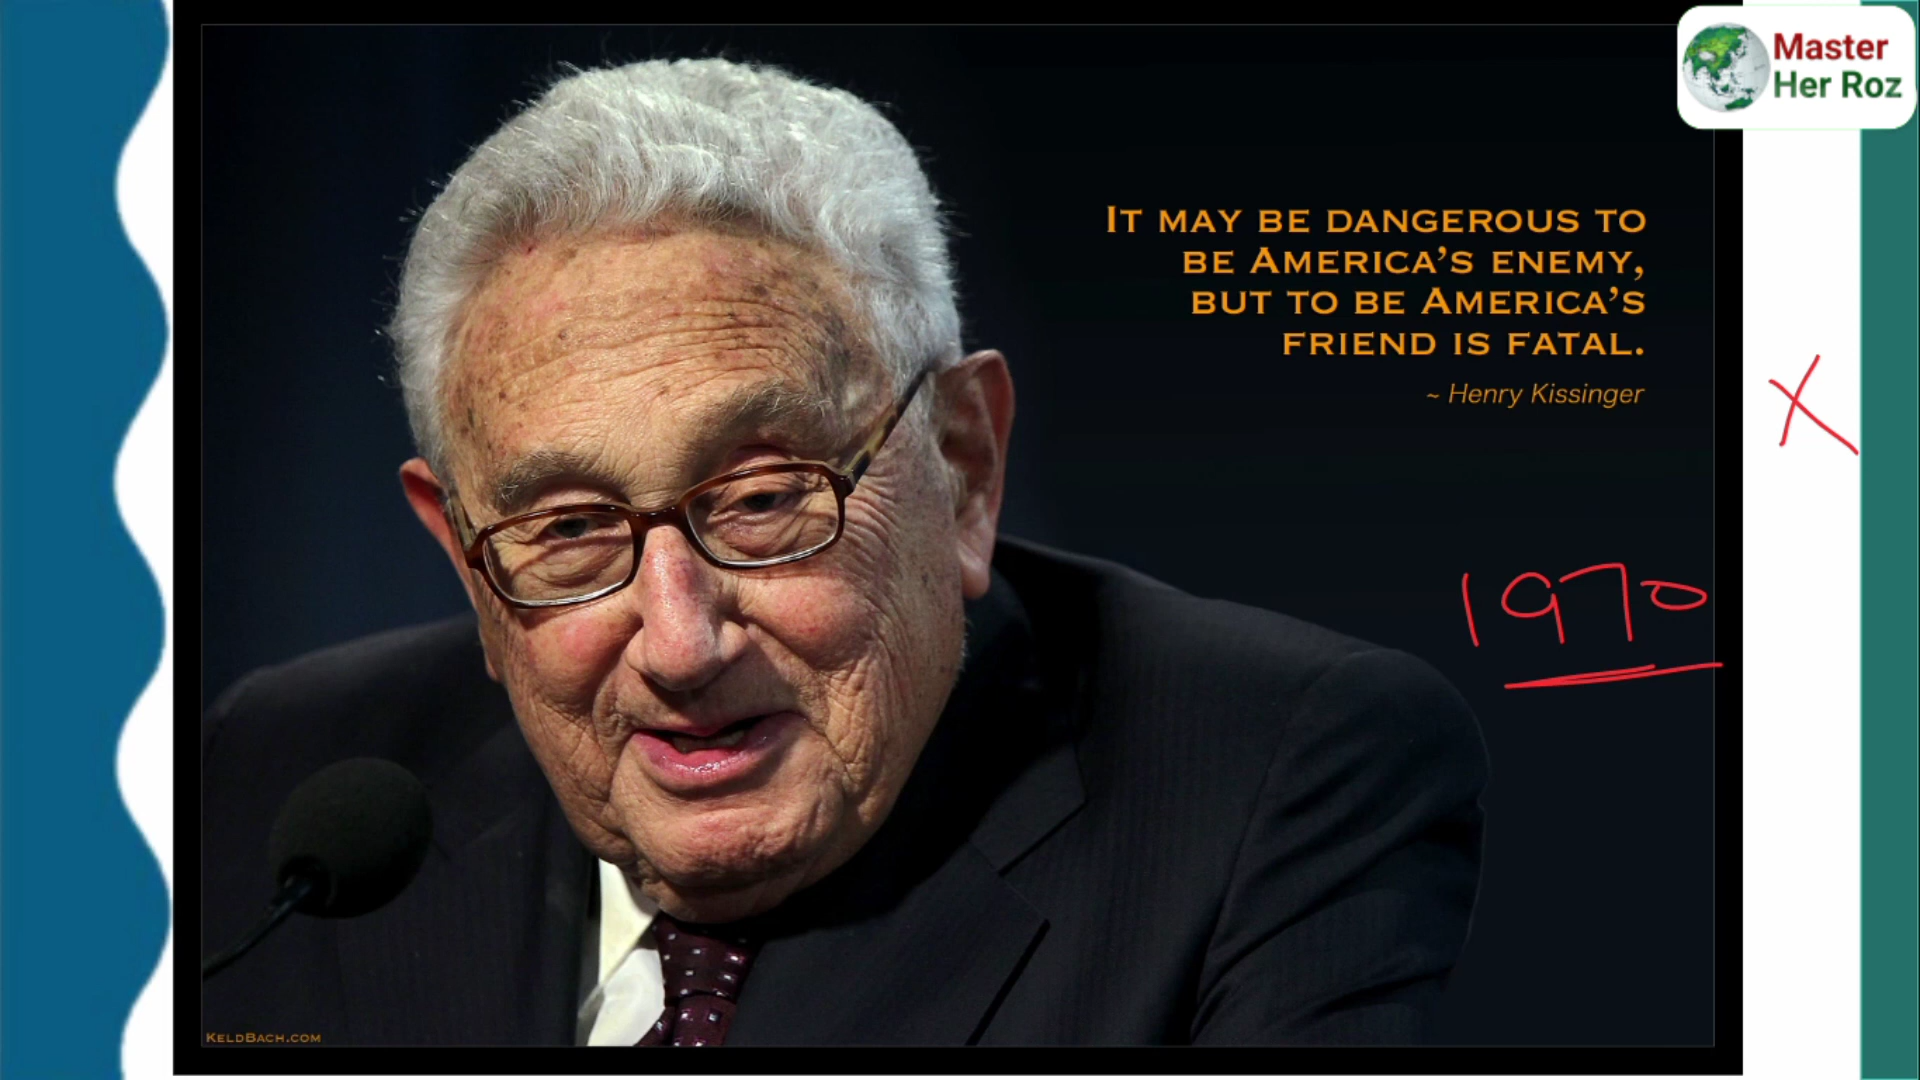 Master
Her Roz
IT MAY BE DANGEROUS TO
BE AMERICA'S ENEMY,
BUT TO BE AMERICA'S
FRIEND IS FATAL.
~ Henry Kissinger
X
1970
KELDBACH.COM